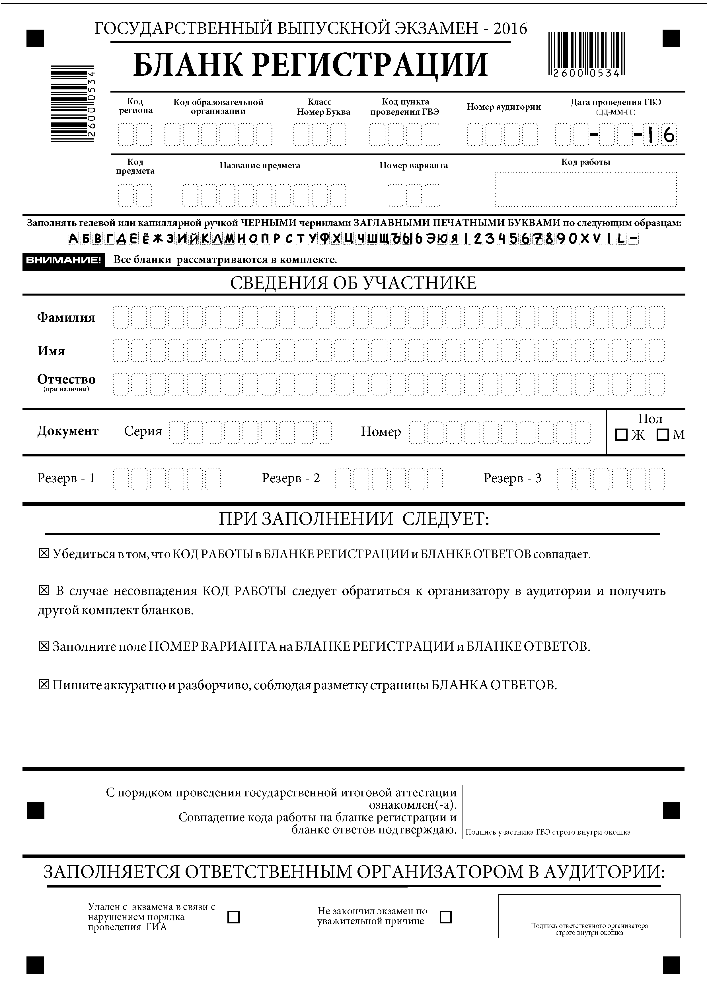 ГОСУДАРСТВЕННЫЙ ВЫПУСКНОЙ ЭКЗАМЕН - 2016
БЛАНК РЕГИСТРАЦИИ
2600 0534
2600 0534
Код региона
Код образовательной организации
Класс
Номер Буква
Код пункта проведения ГВЭ
Номер аудитории
Дата проведения ГВЭ
(ДД-ММ-ГГ)
- - 16
Код предмета
Название предмета
Номер варианта
Код работы
Заполнять гелевой или капиллярной ручкой ЧЕРНЫМИ чернилами ЗАГЛАВНЫМИ ПЕЧАТНЫМИ БУКВАМИ по следующим образцам:
А Б В Г Д Е Ё Ж З И Й К Л М Н О П Р С Т У Ф Х Ц Ч Ш Щ Ъ Ы Ь Э Ю Я 1 2 3 4 5 6 7 8 9 0 X V I L -
ВНИМАНИЕ! Все бланки рассматриваются в комплекте.
СВЕДЕНИЯ ОБ УЧАСТНИКЕ
Фамилия
Имя
Отчество
(при наличии)
Документ Серия Номер
Пол
Ж М
Резерв - 1 Резерв - 2 Резерв - 3
ПРИ ЗАПОЛНЕНИИ СЛЕДУЕТ:
☒ Убедиться в том, что КОД РАБОТЫ в БЛАНКЕ РЕГИСТРАЦИИ и БЛАНКЕ ОТВЕТОВ совпадает.
☒ В случае несовпадения КОД РАБОТЫ следует обратиться к организатору в аудитории и получить
другой комплект бланков.
☒ Заполните поле НОМЕР ВАРИАНТА на БЛАНКЕ РЕГИСТРАЦИИ и БЛАНКЕ ОТВЕТОВ.
☒ Пишите аккуратно и разборчиво, соблюдая разметку страницы БЛАНКА ОТВЕТОВ.
С порядком проведения государственной итоговой аттестации
ознакомлен(-а).
Совпадение кода работы на бланке регистрации и
бланке ответов подтверждаю.
Подпись участника ГВЭ строго внутри окошка
ЗАПОЛНЯЕТСЯ ОТВЕТСТВЕННЫМ ОРГАНИЗАТОРОМ В АУДИТОРИИ:
Удален с экзамена в связи с
нарушением порядка
проведения ГИА
Не закончил экзамен по
уважительной причине
Подпись ответственного организатора
строго внутри окошка